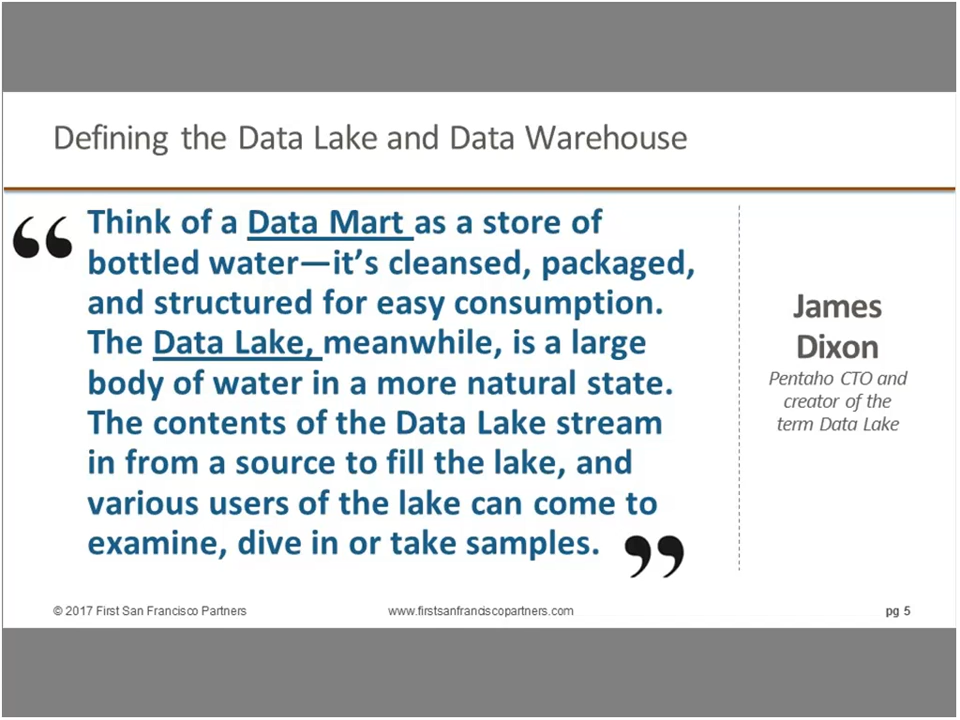 Defining the Data Lake and Data Warehouse
“
Think of a Data Mart as a store of
bottled water—it’s cleansed, packaged,
and structured for easy consumption.
The Data Lake, meanwhile, is a large
body of water in a more natural state.
The contents of the Data Lake stream
in from a source to fill the lake, and
various users of the lake can come to
examine, dive in or take samples.
”
James
Dixon
Pentaho CTO and
creator of the
term Data Lake
© 2017 First San Francisco Partners
www.firstsanfranciscopartners.com
pg 5